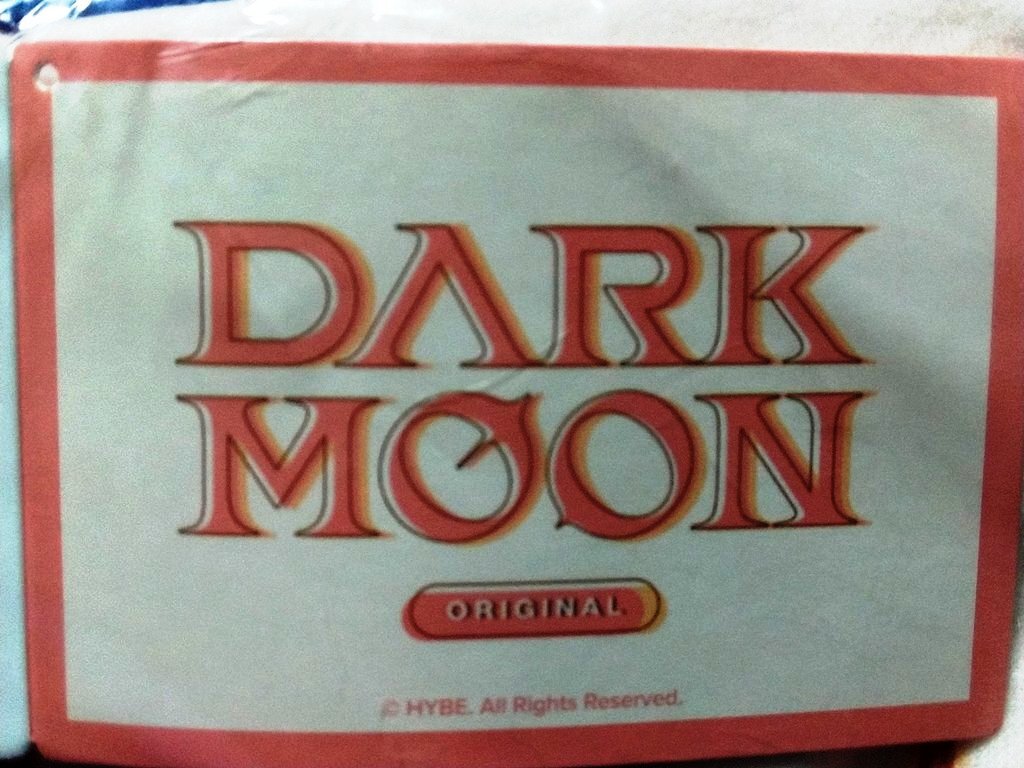 DARK
MOON
ORIGINAL
© HYBE. All Rights Reserved.